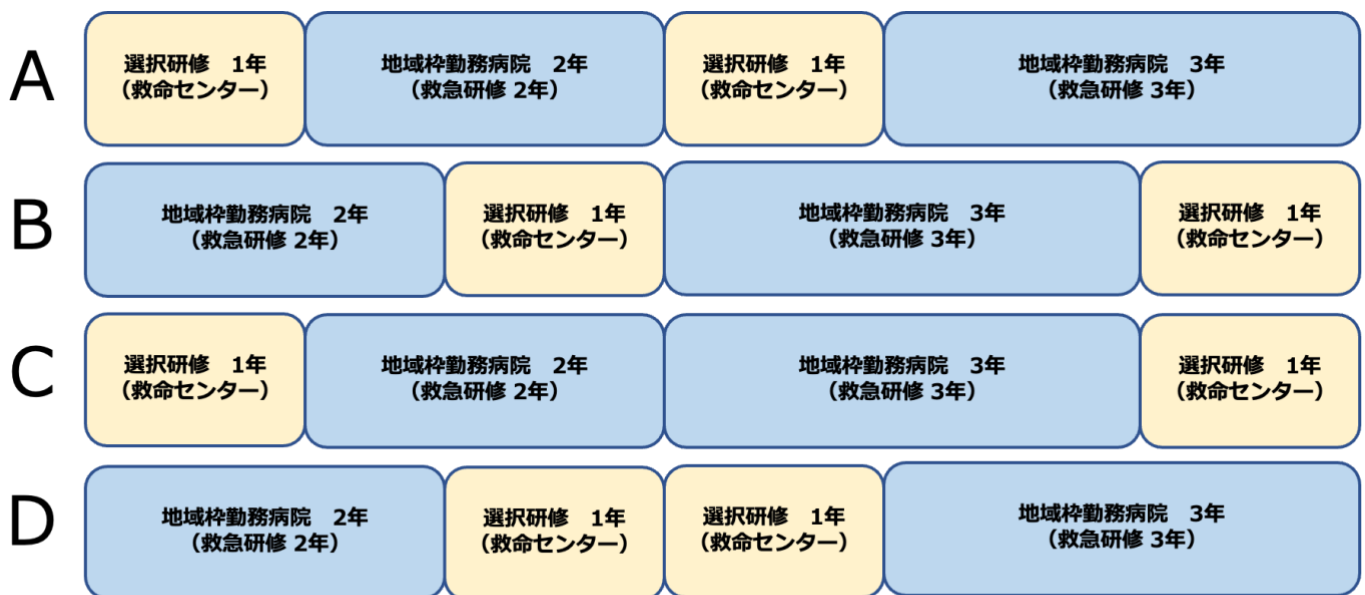 A
選択研修　1年
（救命センター）
地域枠勤務病院　2年
（救急研修 2年）
選択研修　1年
（救命センター）
地域枠勤務病院　3年
（救急研修 3年）
B
地域枠勤務病院　2年
（救急研修 2年）
選択研修　1年
（救命センター）
地域枠勤務病院　3年
（救急研修 3年）
選択研修　1年
（救命センター）
C
選択研修　1年
（救命センター）
地域枠勤務病院　2年
（救急研修 2年）
地域枠勤務病院　3年
（救急研修 3年）
選択研修　1年
（救命センター）
D
地域枠勤務病院　2年
（救急研修 2年）
選択研修　1年
（救命センター）
選択研修　1年
（救命センター）
地域枠勤務病院　3年
（救急研修 3年）